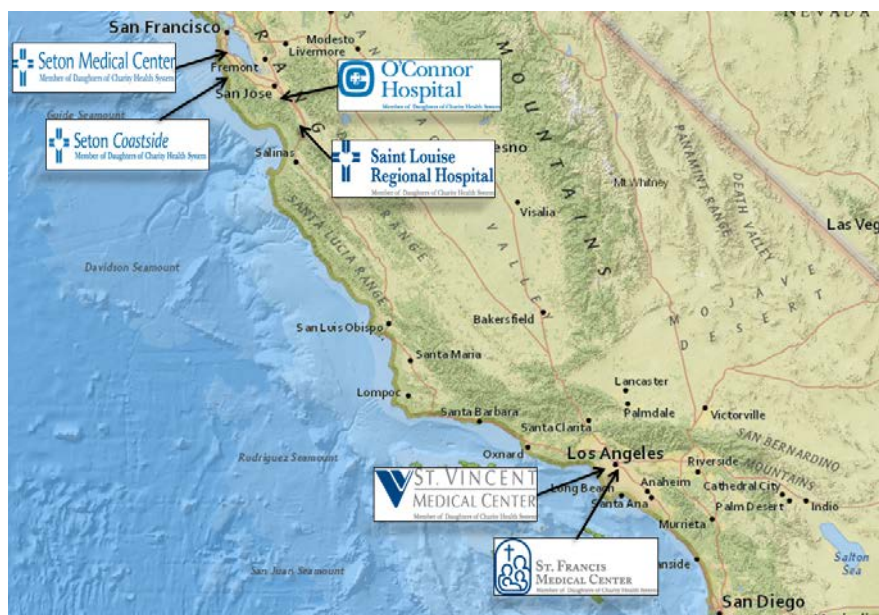 San Francisco
NEVADA
Modesto
Livermore
Seton Medical Center
Member of Daughters of Charity Health System
Fremont
O'Connor
Hospital
Member of Daughters of Charity Health System
San Jose
Guide Seamount
Seton Coastside
Member of Daughters of Charity Health System
Salinas
Saint Louise
Regional Hospital
Member of Daughters of Charity Health System
esno
MOUNTAINS
Mt Whitney
PANAMINT RANGE
DEATH VALLEY
Visalia
Las Veg
SANTA LUCIA RANGE
RANGE
VALLEY
Davidson Seamount
MOJAVE
DESERT
San Luis Obispo
Bakersfield
Santa Maria
Lompoc
Lancaster
Palmdale
Victorville
Santa Barbara
Santa Clarita
SAN BERNARDINO
MOUNTAINS
Rodriguez Seamount
Oxnard
Los Angeles
Riverside
ST. VINCENT
MEDICAL CENTER
Member of Daughters of Charity Health System
Long Beach
Anaheim
Cathedral City
Santa Ana
Palm Desert
Indio
Murrieta
ST. FRANCIS
MEDICAL CENTER
Member of Daughters of Charity Health System
anside
Salton
Sea
San Juan Seamount
San Diego